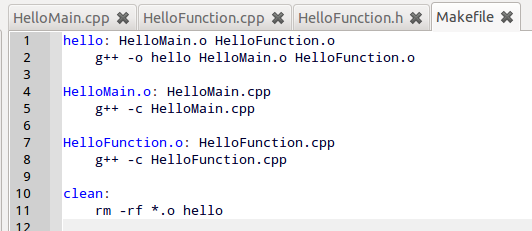 HelloMain.cpp HelloFunction.cpp HelloFunction.h Makefile
1 hello: HelloMain.o HelloFunction.o
2 g++ -o hello HelloMain.o HelloFunction.o
3
4 HelloMain.o: HelloMain.cpp
5 g++ -c HelloMain.cpp
6
7 HelloFunction.o: HelloFunction.cpp
8 g++ -c HelloFunction.cpp
9
10 clean:
11 rm -rf *.o hello
12